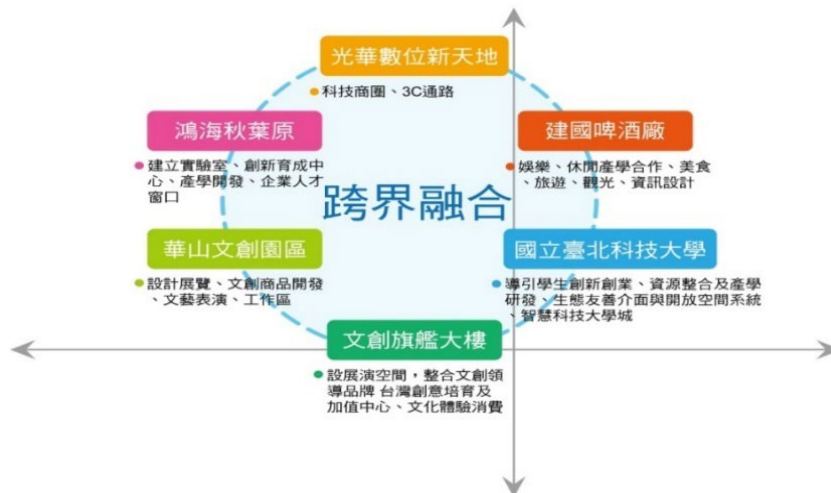 光華數位新天地
科技商圈、3C通路
鴻海秋葉原
建立實驗室、創新育成中
心、產學開發、企業人才
窗口
建國啤酒廠
娛樂、休閒產學合作、美食
、旅遊、觀光、資訊設計
跨界融合
華山文創園區
設計展覽、文創商品開發
、文藝表演、工作區
國立臺北科技大學
導引學生創新創業、資源整合及產學
研發、生態友善介面與開放空間系統
、智慧科技大學城
文創旗艦大樓
設展演空間，整合文創領
導品牌 台灣創意培育及
加值中心、文化體驗消費